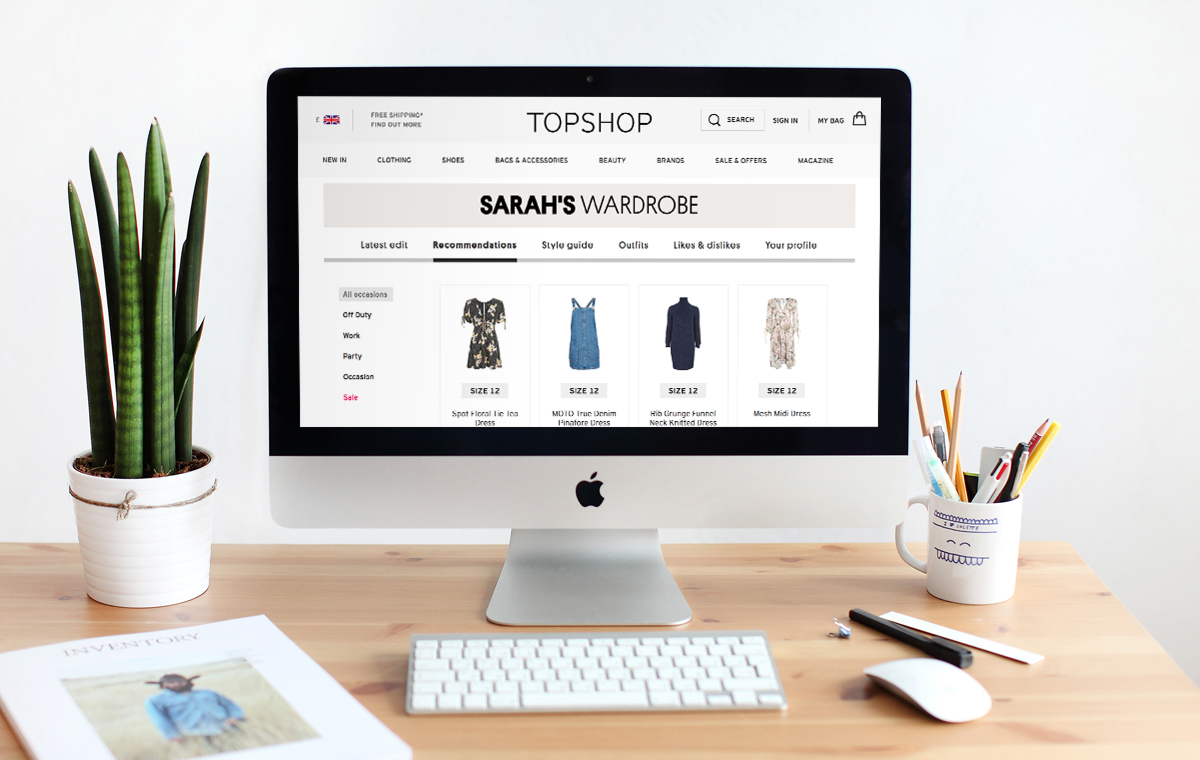 £
FREE SHIPPING*
FIND OUT MORE
TOPSHOP
SEARCH
SIGN IN
MY BAG
NEW IN
CLOTHING
SHOES
BAGS & ACCESSORIES
BEAUTY
BRANDS
SALE & OFFERS
MAGAZINE
SARAH'S WARDROBE
Latest edit
Recommendations
Style guide
Outfits
Likes & dislikes
Your profile
All occasions
Off Duty
Work
Party
Occasion
Sale
SIZE 12
Spot Floral Tie Tea
Dress
SIZE 12
MOTO True Denim
Pinafore Dress
SIZE 12
Rib Grunge Funnel
Neck Knitted Dress
SIZE 12
Mesh Midi Dress
INVENTORY